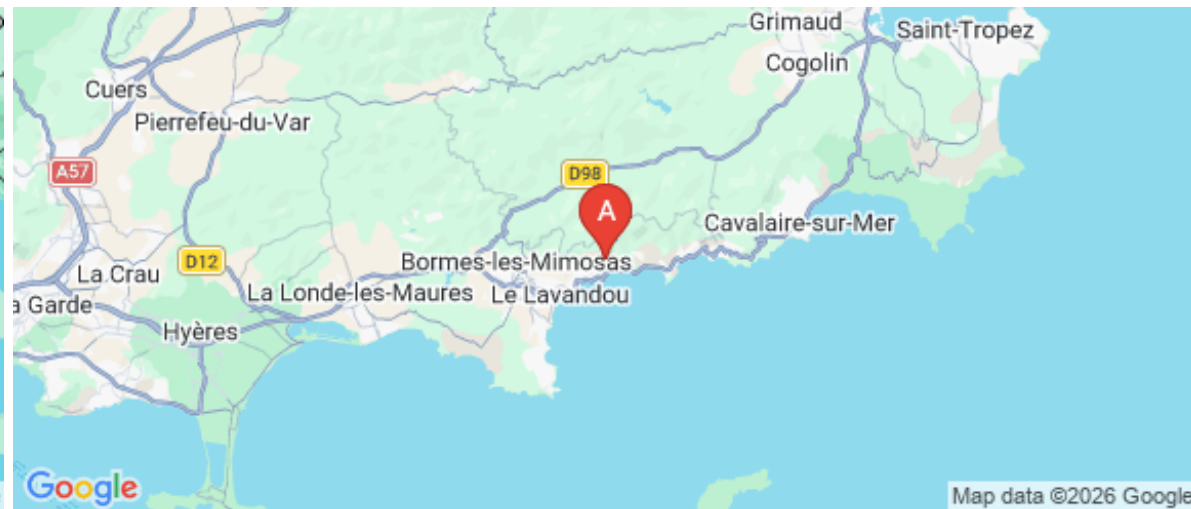 Grimaud
Saint-Tropez
Cogolin
Cuers
Pierrefeu-du-Var
A57
D98
A
Cavalaire-sur-Mer
D12
Bormes-les-Mimosas
La Crau
La Londe-les-Maures
Le Lavandou
a Garde
Hyères
Google
Map data ©2026 Google